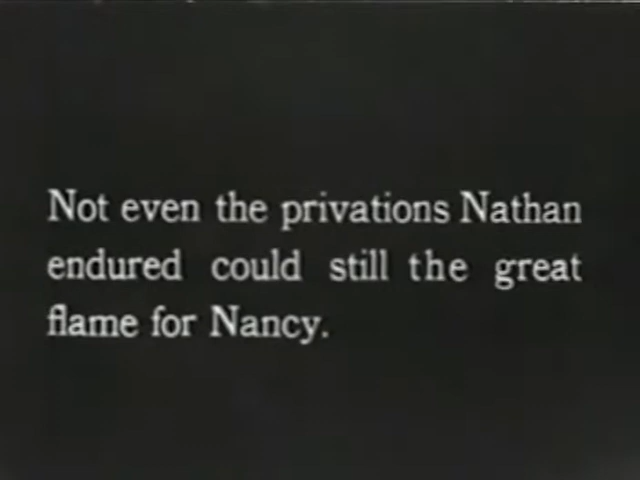 Not even the privations Nathan
endured could still the great
flame for Nancy.